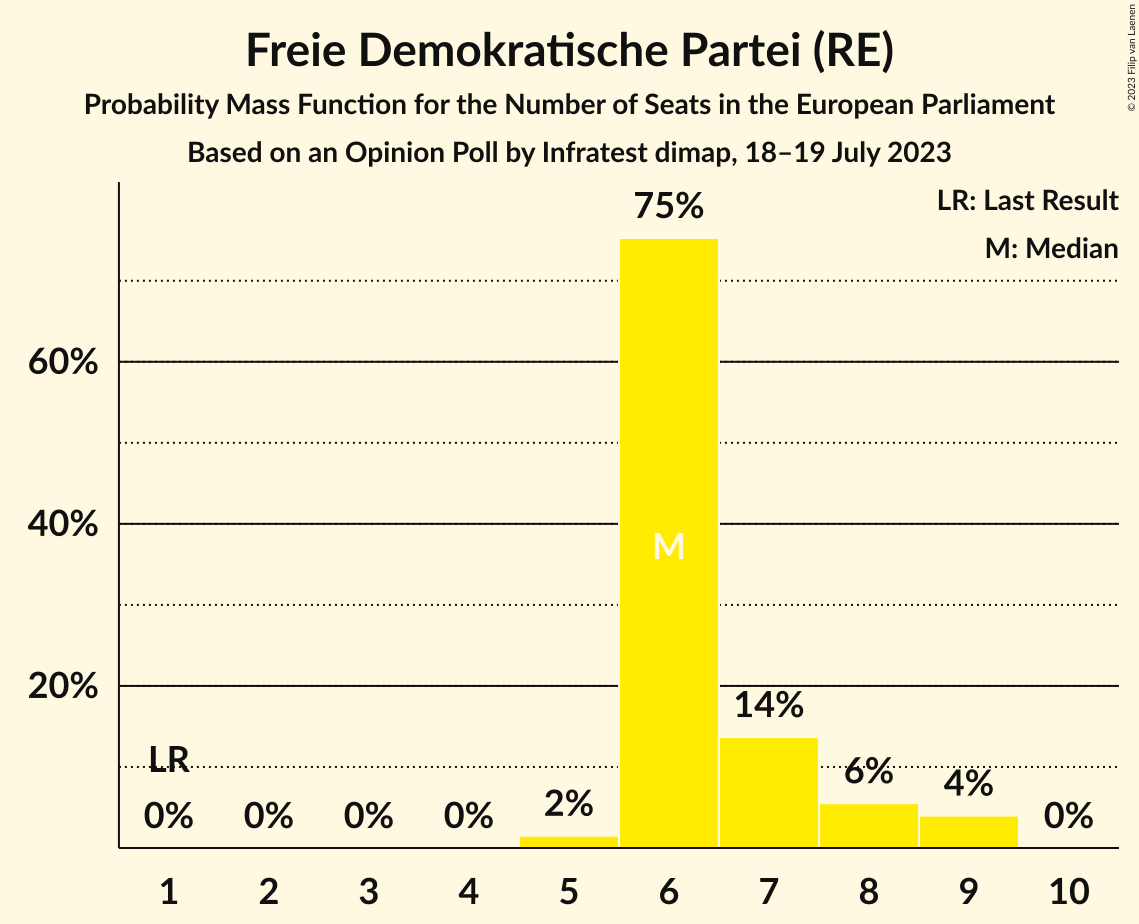 Freie Demokratische Partei (RE)
Probability Mass Function for the Number of Seats in the European Parliament
Based on an Opinion Poll by Infratest dimap, 18–19 July 2023
© 2023 Filip van Laenen
LR: Last Result
M: Median
75%
60%
40%
M
20%
14%
LR
6%
4%
2%
0%
0%
0%
0%
0%
1 2 3 4 5 6 7 8 9 10